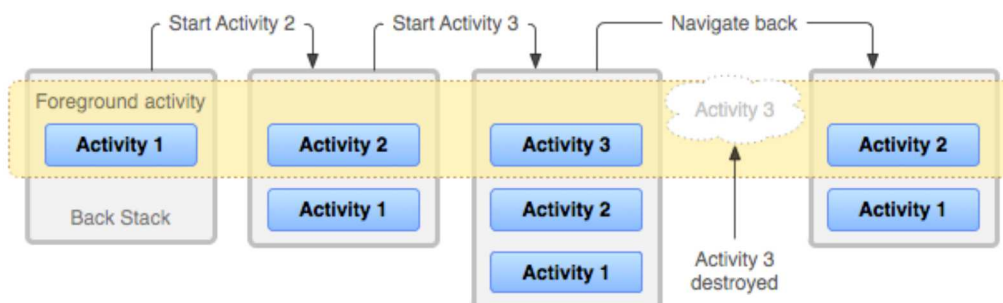 Start Activity 2
Start Activity 3
Navigate back
Foreground activity
Activity 1
Back Stack
Activity 2
Activity 1
Activity 3
Activity 2
Activity 1
Activity 3
Activity 3
destroyed
Activity 2
Activity 1